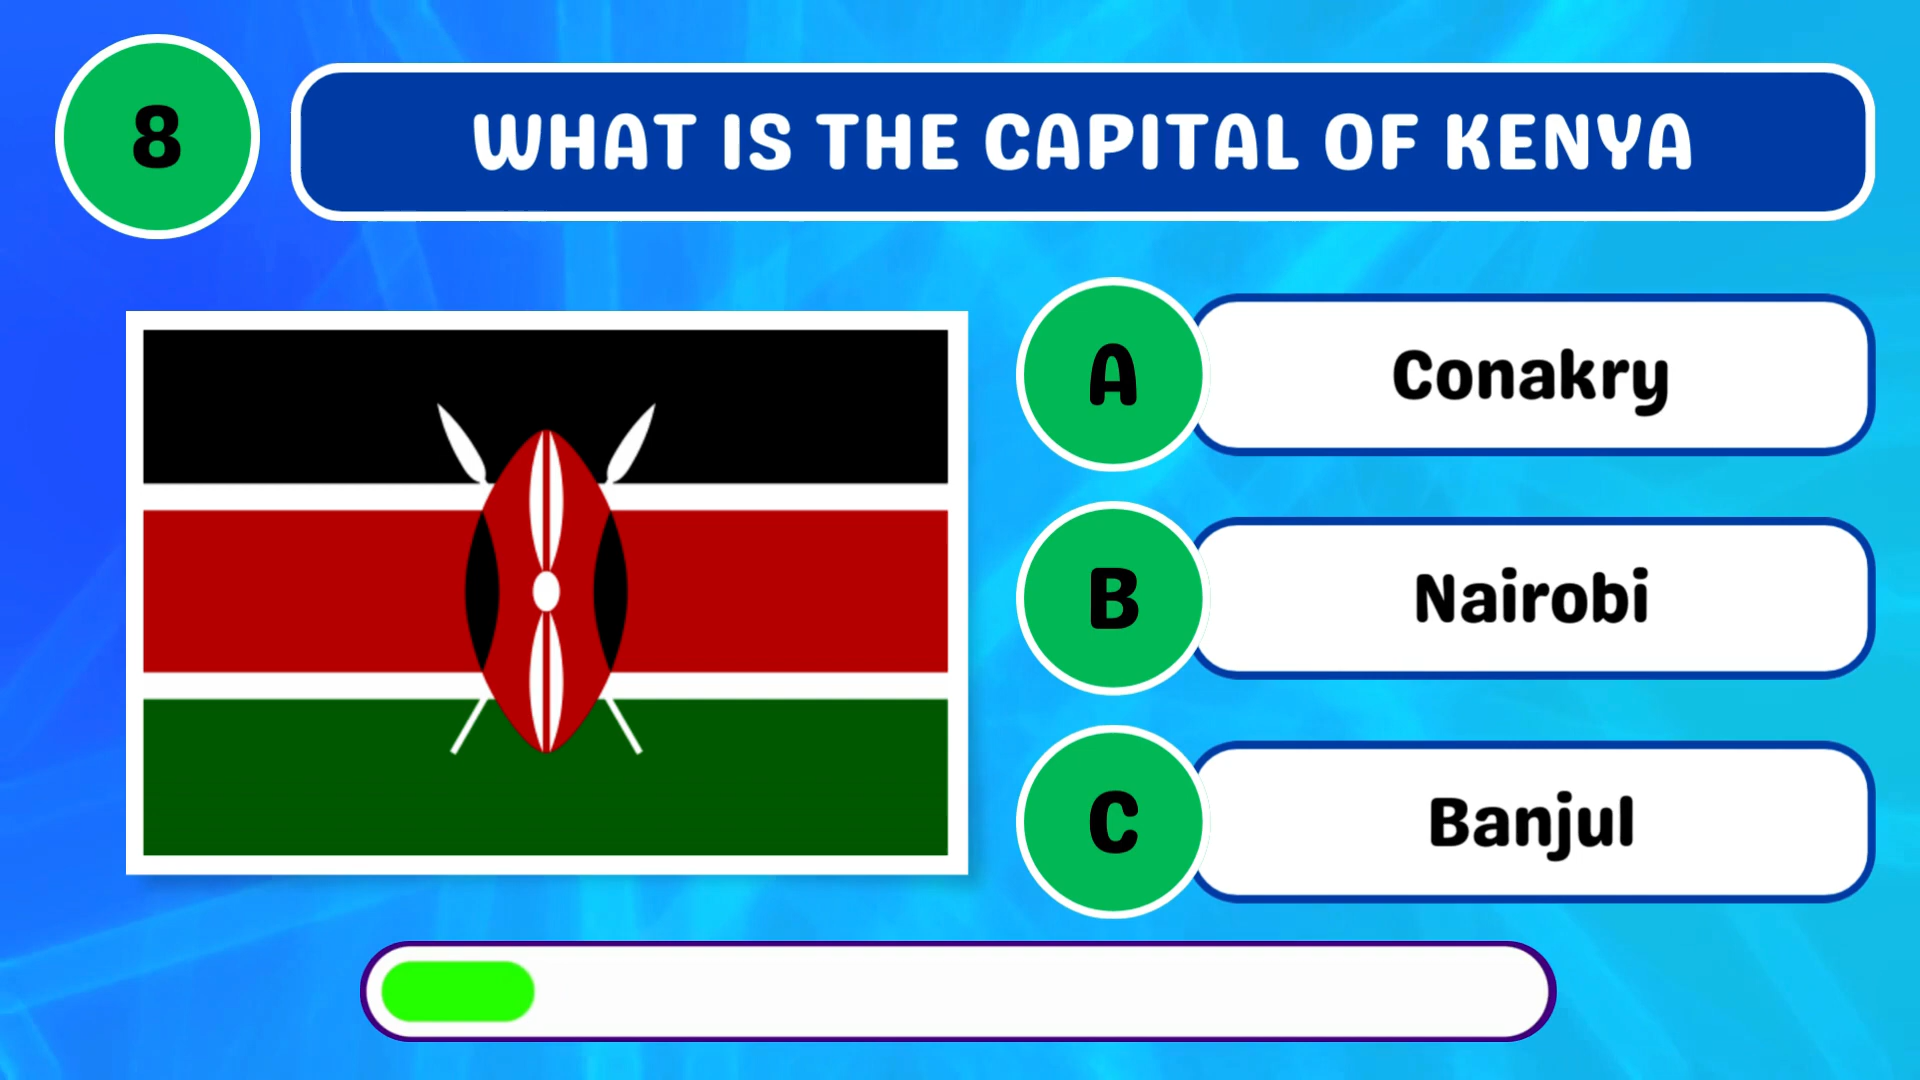 8
WHAT IS THE CAPITAL OF KENYA
A
Conakry
B
Nairobi
C
Banjul